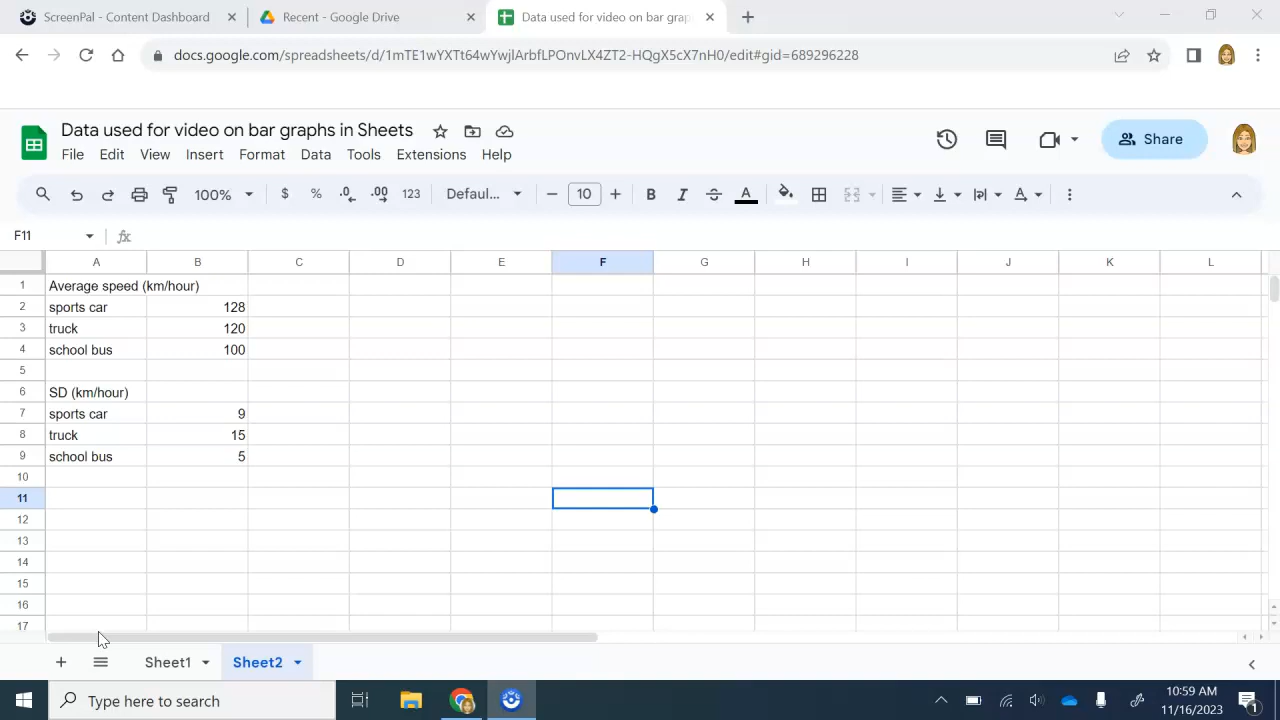 ScreenPal - Content Dashboard
Recent - Google Drive
Data used for video on bar grap
docs.google.com/spreadsheets/d/1mTE1wYXTt64wYwjlArbfLPOnvLX4ZT2-HQgX5cX7nH0/edit#gid=689296228
Data used for video on bar graphs in Sheets
File Edit View Insert Format Data Tools Extensions Help
Share
100% $ % .0 .00 123 Defaul... 10 B I S A A
F11 fx
A B C D E F G H I J K L
1 Average speed (km/hour)
2 sports car 128
3 truck 120
4 school bus 100
5
6 SD (km/hour)
7 sports car 9
8 truck 15
9 school bus 5
10
11
12
13
14
15
16
17
Sheet1 Sheet2
Type here to search
10:59 AM
11/16/2023
1